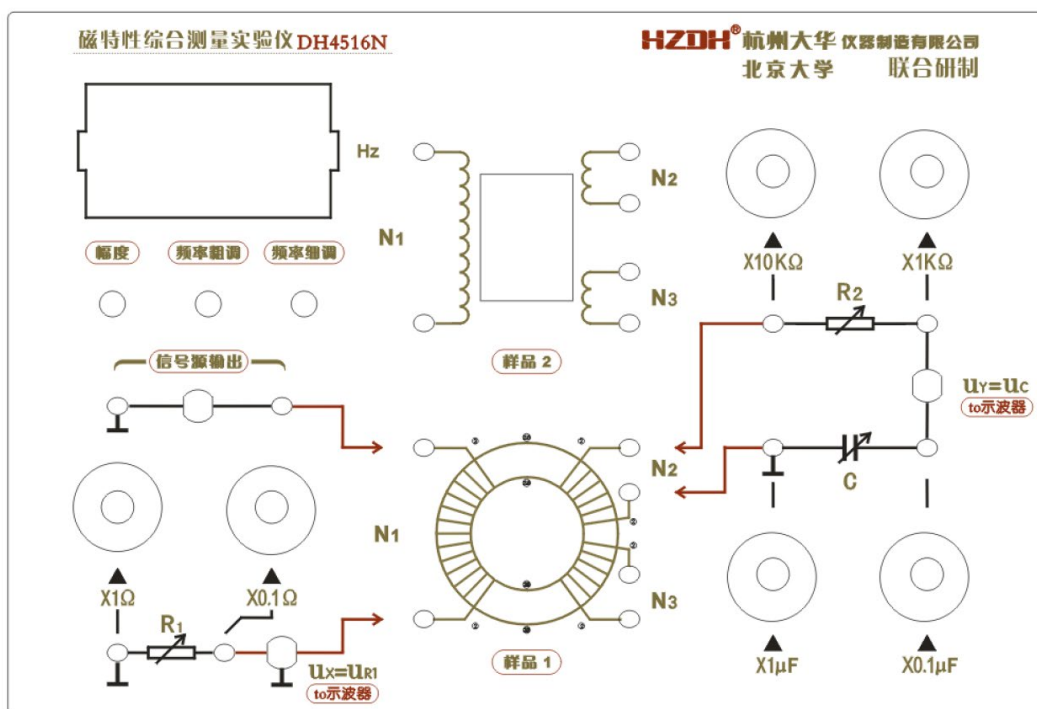 磁特性综合测量实验仪 DH4516N
HZDH® 杭州大华 仪器制造有限公司
北京大学 联合研制
Hz
幅度
频率粗调
频率细调
信号源输出
N1
N2
N3
样品 2
X10KΩ
X1KΩ
R2
uY=uC
to示波器
C
X1μF
X0.1μF
X1Ω
X0.1Ω
R1
uX=uR1
to示波器
N1
N2
N3
样品 1